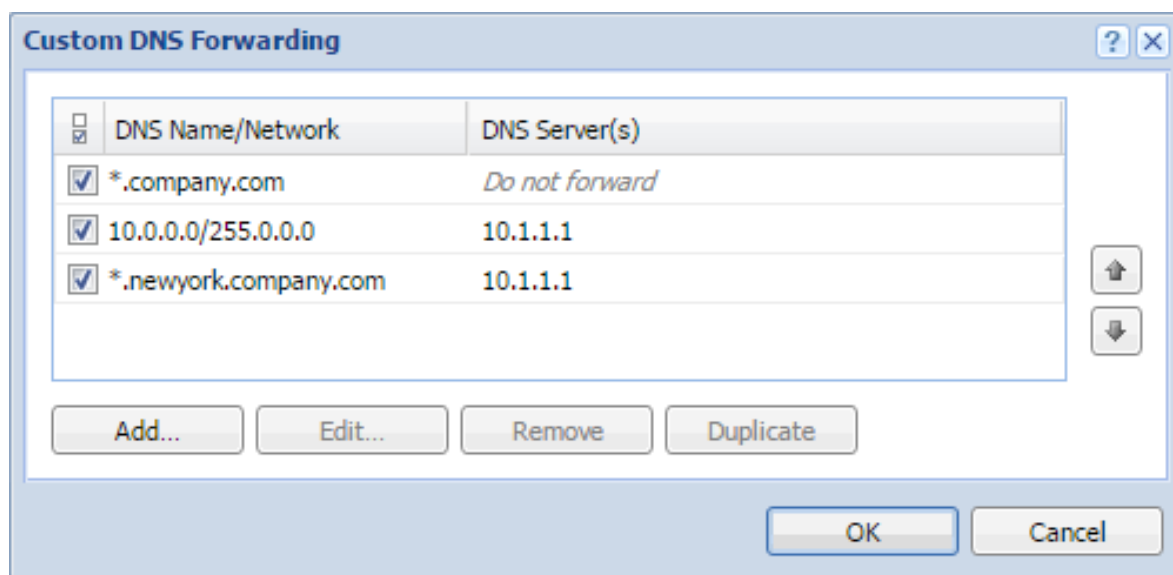 Custom DNS Forwarding
DNS Name/Network DNS Server(s)
*.company.com Do not forward
10.0.0.0/255.0.0.0 10.1.1.1
*.newyork.company.com 10.1.1.1
Add... Edit... Remove Duplicate
OK Cancel